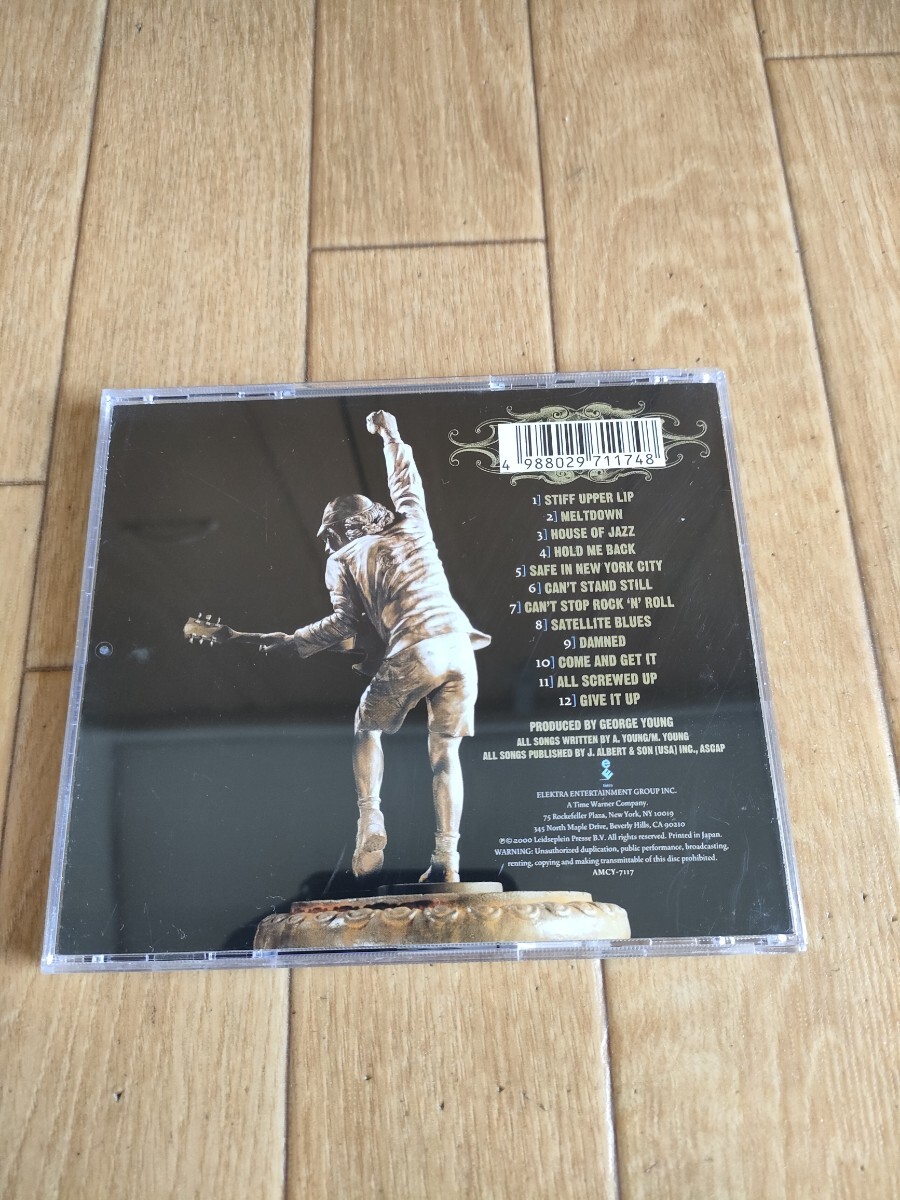 4 988029 711748
1] STIFF UPPER LIP
2] MELTDOWN
3] HOUSE OF JAZZ
4] HOLD ME BACK
5] SAFE IN NEW YORK CITY
6] CAN'T STAND STILL
7] CAN'T STOP ROCK 'N' ROLL
8] SATELLITE BLUES
9] DAMNED
10] COME AND GET IT
11] ALL SCREWED UP
12] GIVE IT UP
PRODUCED BY GEORGE YOUNG
ALL SONGS WRITTEN BY A. YOUNG/M. YOUNG
ALL SONGS PUBLISHED BY J. ALBERT & SON [USA] INC., ASCAP
ELEKTRA ENTERTAINMENT GROUP INC.
A Time Warner Company.
75 Rockefeller Plaza, New York, NY 10019
345 North Maple Drive, Beverly Hills, CA 90210
℗©2000 Leidseplein Presse B.V. All rights reserved. Printed in Japan.
WARNING: Unauthorized duplication, public performance, broadcasting,
renting, copying and making transmittable of this disc prohibited.
AMCY-7117